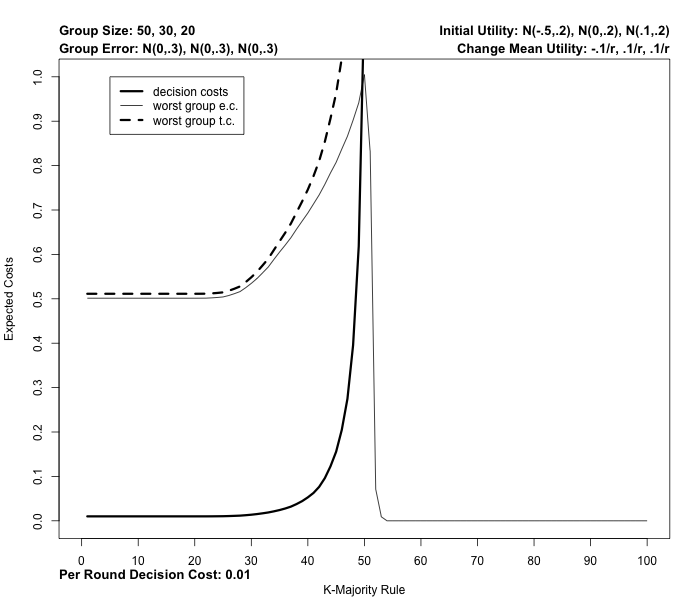 Group Size: 50, 30, 20
Initial Utility: N(-.5,.2), N(0,.2), N(.1,.2)
Group Error: N(0,.3), N(0,.3), N(0,.3)
Change Mean Utility: -.1/r, .1/r, .1/r
decision costs
worst group e.c.
worst group t.c.
Expected Costs
1.0
0.9
0.8
0.7
0.6
0.5
0.4
0.3
0.2
0.1
0.0
0 10 20 30 40 50 60 70 80 90 100
Per Round Decision Cost: 0.01
K-Majority Rule